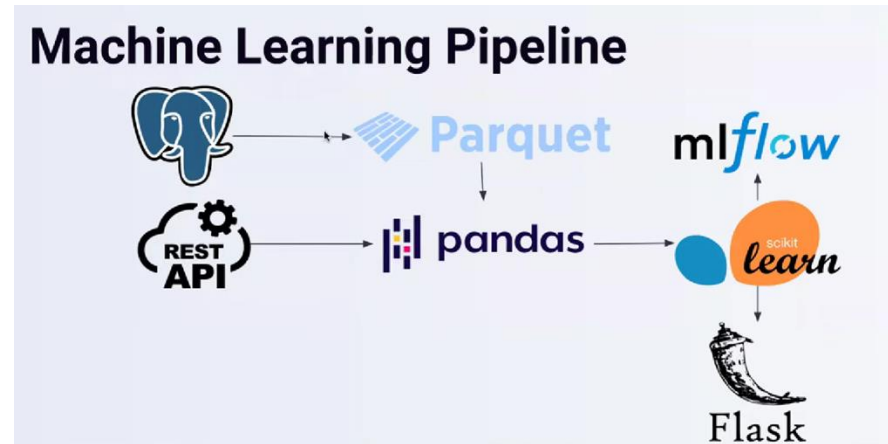 Machine Learning Pipeline
Parquet
mlflow
REST
API
pandas
scikit
learn
Flask